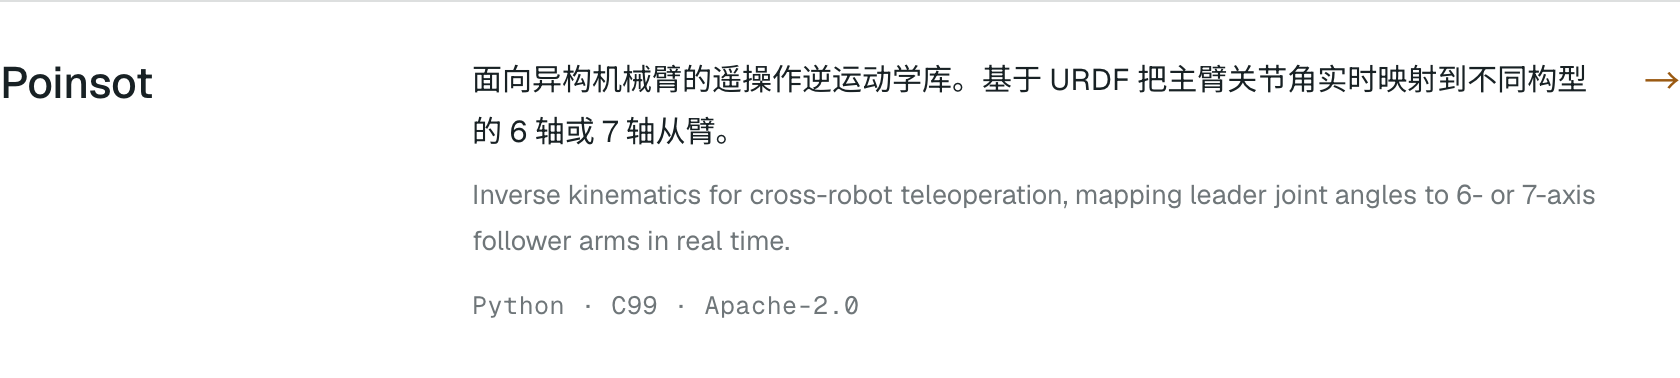 Poinsot
面向异构机械臂的遥操作逆运动学库。基于 URDF 把主臂关节角实时映射到不同构型
的 6 轴或 7 轴从臂。
Inverse kinematics for cross-robot teleoperation, mapping leader joint angles to 6- or 7-axis
follower arms in real time.
Python · C99 · Apache-2.0
→